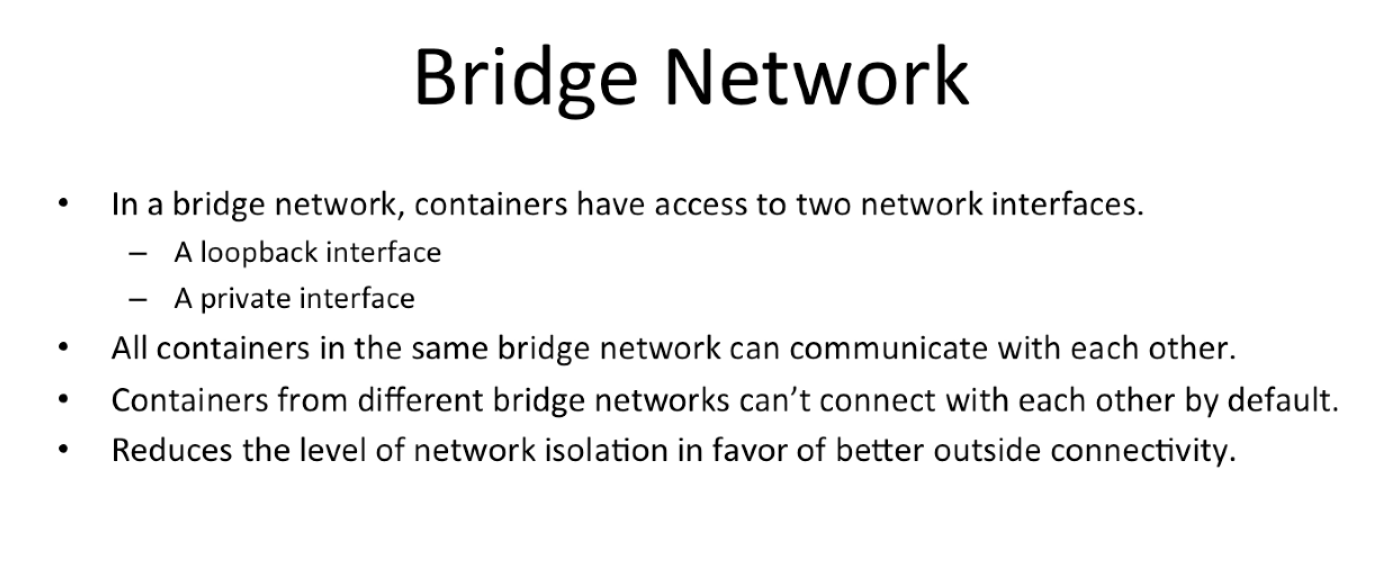 Bridge Network
• In a bridge network, containers have access to two network interfaces.
– A loopback interface
– A private interface
• All containers in the same bridge network can communicate with each other.
• Containers from different bridge networks can’t connect with each other by default.
• Reduces the level of network isolation in favor of better outside connectivity.